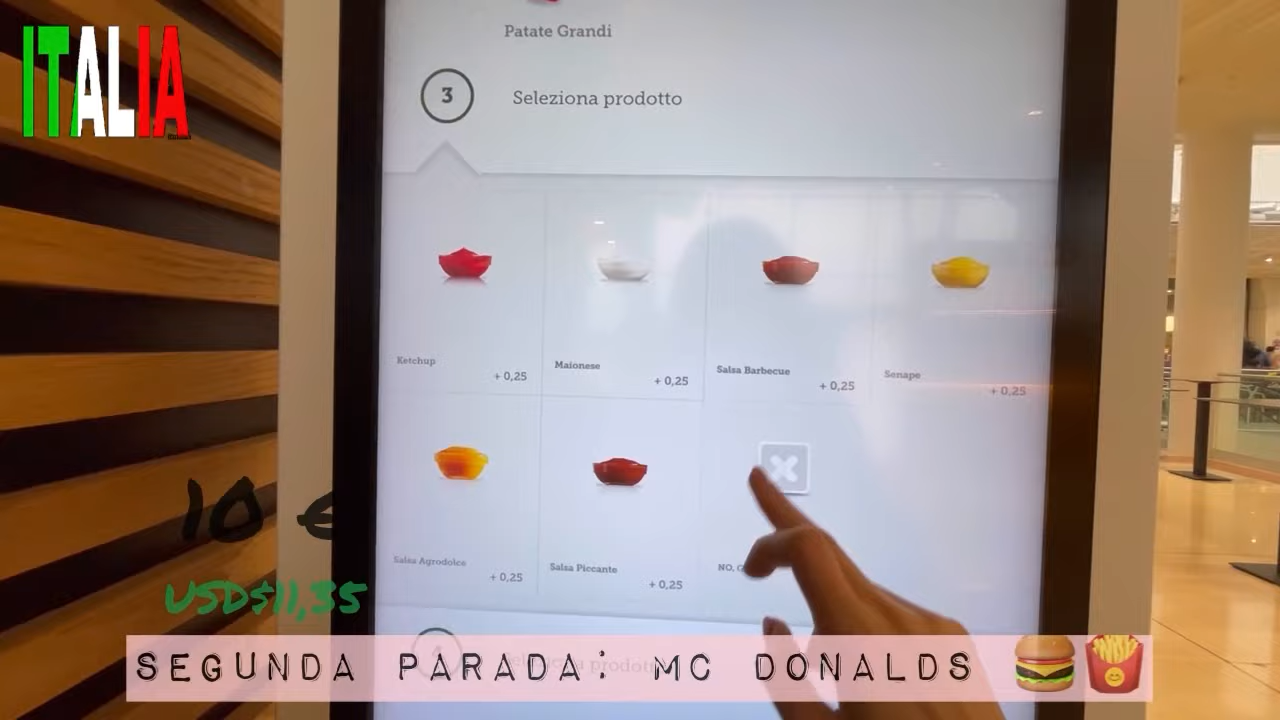 ITALIA
Patate Grandi
3
Seleziona prodotto
Ketchup
+ 0,25
Maionese
+ 0,25
Salsa Barbecue
+ 0,25
Senape
+ 0,25
Salsa Agrodolce
+ 0,25
Salsa Piccante
+ 0,25
NO,
10 €
USD$11,35
SEGUNDA PARADA: MC DONALDS